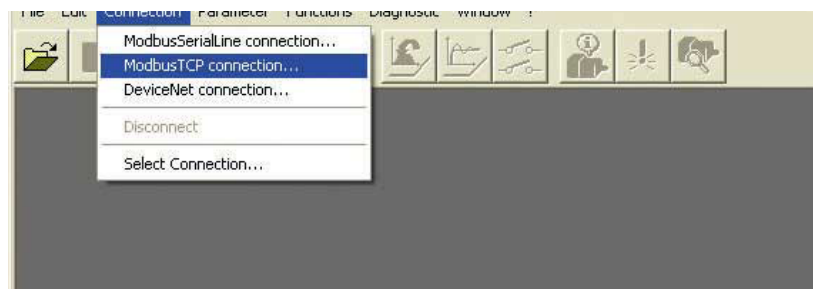 File Edit Connection Parameter Functions Diagnostic Window ?
ModbusSerialLine connection...
ModbusTCP connection...
DeviceNet connection...
Disconnect
Select Connection...